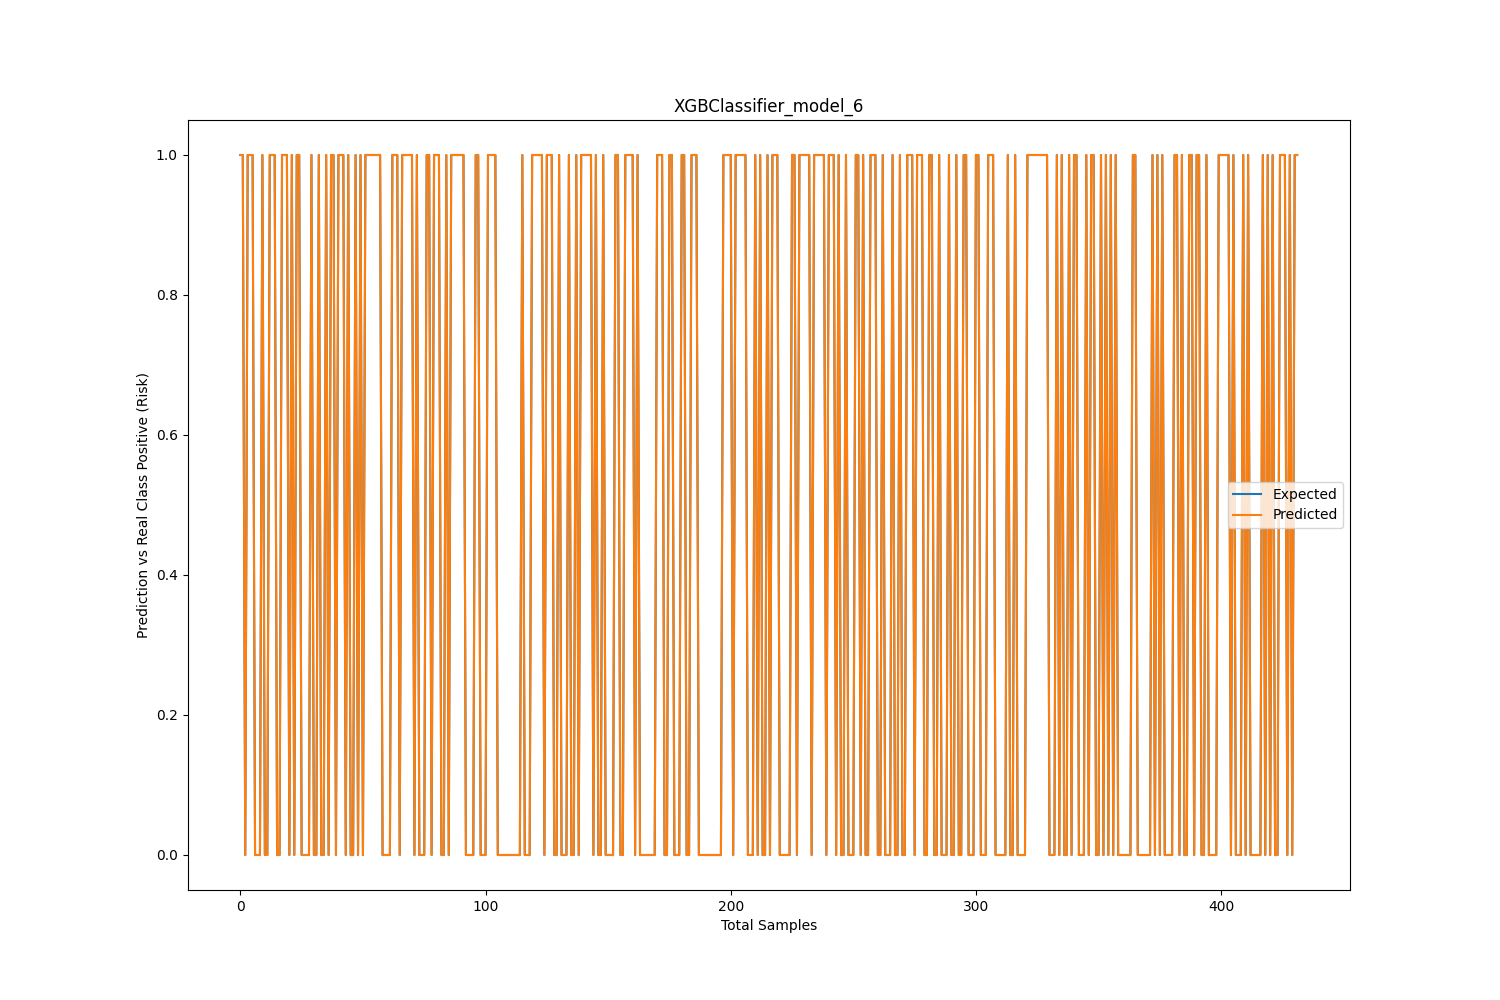 XGBClassifier_model_6
1.0
0.8
0.6
0.4
0.2
0.0
Prediction vs Real Class Positive (Risk)
Expected
Predicted
0
100
200
300
400
Total Samples